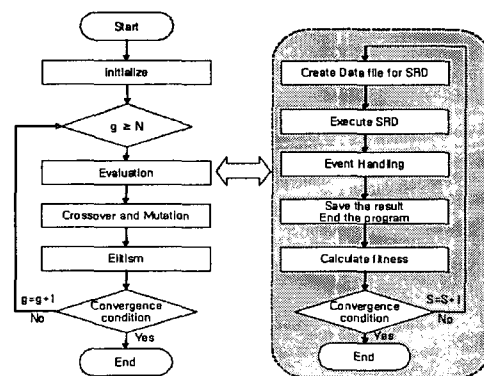 Start
Initialize
g ≥ N
Evaluation
Crossover and Mutation
Elitism
g=g+1
Convergence
condition
No
Yes
End
Create Data file for SRD
Execute SRD
Event Handling
Save the result
End the program
Calculate fitness
S=S+1
Convergence
condition
No
Yes
End